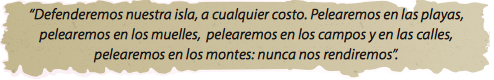 “Defenderemos nuestra isla, a cualquier costo. Pelearemos en las playas,
pelearemos en los muelles, pelearemos en los campos y en las calles,
pelearemos en los montes: nunca nos rendiremos”.